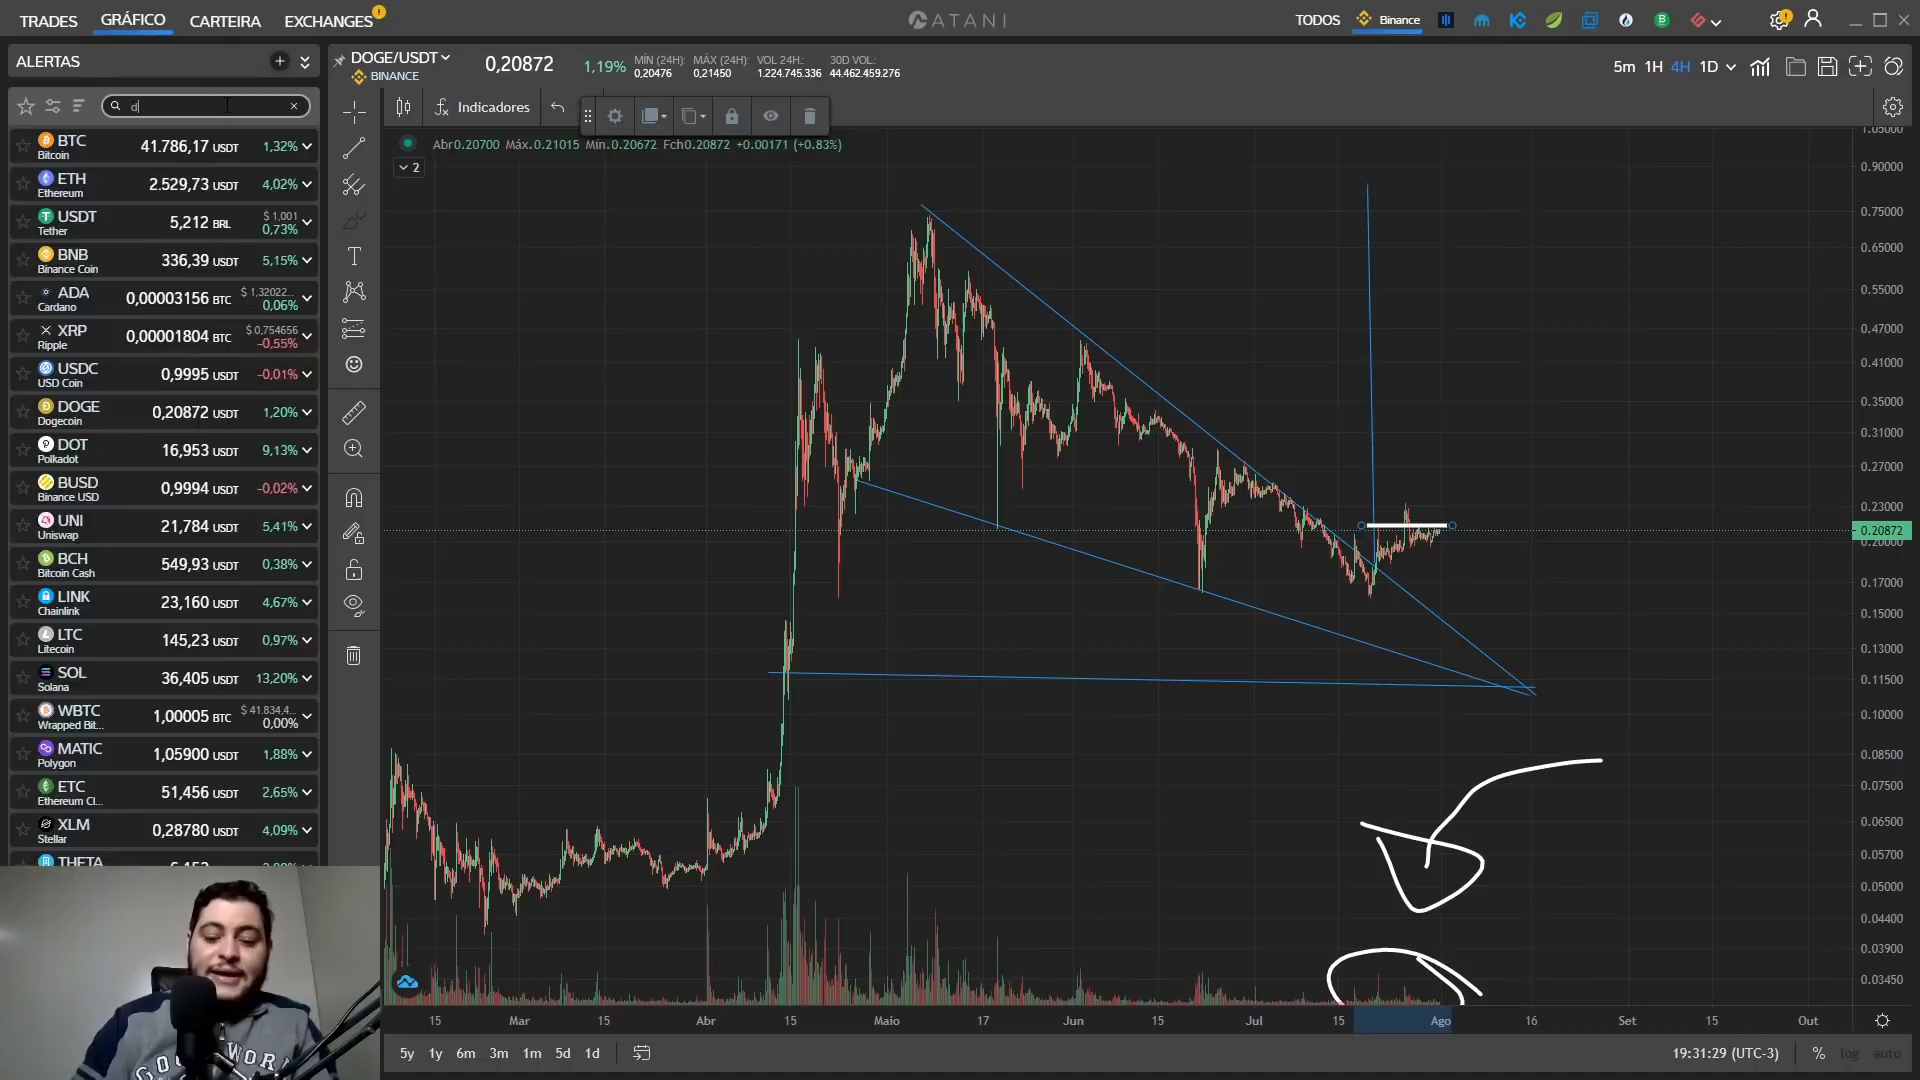 TRADES GRÁFICO CARTEIRA EXCHANGES
ATANI
TODOS Binance
ALERTAS
DOGE/USDT
BINANCE
0,20872
1,19%
MÍN (24H): MÁX (24H): VOL 24H: 30D VOL.:
0,20476 0,21450 1.224.745.336 44.462.459.276
5m 1H 4H 1D
d
Indicadores
Abr0.20700 Máx.0.21015 Mín.0.20672 Fch0.20872 +0.00171 (+0.83%)
2
BTC 41.786,17 USDT 1,32%
Bitcoin
ETH 2.529,73 USDT 4,02%
Ethereum
USDT 5,212 BRL $ 1,001
Tether 0,73%
BNB 336,39 USDT 5,15%
Binance Coin
ADA 0,00003156 BTC $ 1,32022...
Cardano 0,06%
XRP 0,00001804 BTC $ 0,754656
Ripple -0,55%
USDC 0,9995 USDT -0,01%
USD Coin
DOGE 0,20872 USDT 1,20%
Dogecoin
DOT 16,953 USDT 9,13%
Polkadot
BUSD 0,9994 USDT -0,02%
Binance USD
UNI 21,784 USDT 5,41%
Uniswap
BCH 549,93 USDT 0,38%
Bitcoin Cash
LINK 23,160 USDT 4,67%
Chainlink
LTC 145,23 USDT 0,97%
Litecoin
SOL 36,405 USDT 13,20%
Solana
WBTC 1,00005 BTC $ 41.834,4...
Wrapped Bit... 0,00%
MATIC 1,05900 USDT 1,88%
Polygon
ETC 51,456 USDT 2,65%
Ethereum Cl...
XLM 0,28780 USDT 4,09%
Stellar
THETA
1.05000
0.90000
0.75000
0.65000
0.55000
0.47000
0.41000
0.35000
0.31000
0.27000
0.23000
0.20872
0.20000
0.17000
0.15000
0.13000
0.11500
0.10000
0.08500
0.07500
0.06500
0.05700
0.05000
0.04400
0.03900
0.03450
15 Mar 15 Abr 15 Maio 17 Jun 15 Jul 15 Ago 16 Set 15 Out
5y 1y 6m 3m 1m 5d 1d
19:31:29 (UTC-3) % log auto